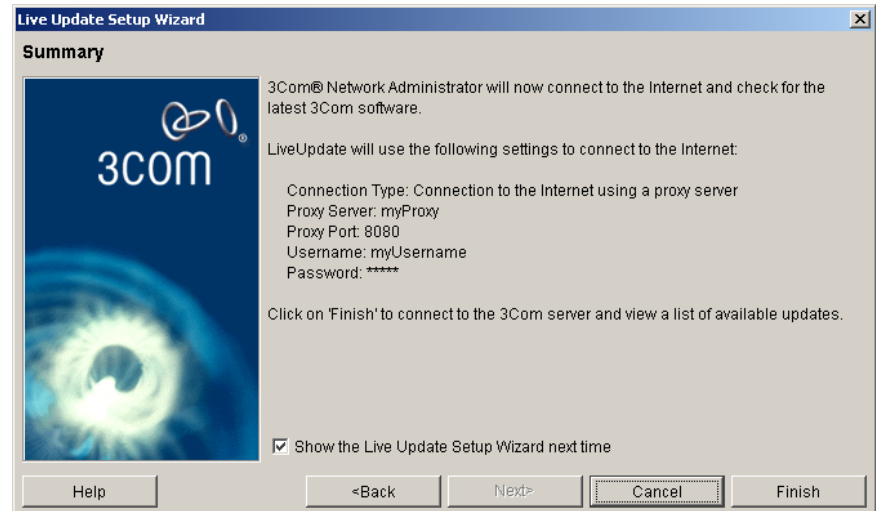 Live Update Setup Wizard
Summary
3Com® Network Administrator will now connect to the Internet and check for the
latest 3Com software.
LiveUpdate will use the following settings to connect to the Internet:
Connection Type: Connection to the Internet using a proxy server
Proxy Server: myProxy
Proxy Port: 8080
Username: myUsername
Password: *****
Click on 'Finish' to connect to the 3Com server and view a list of available updates.
3COM®
Show the Live Update Setup Wizard next time
Help <Back Next> Cancel Finish